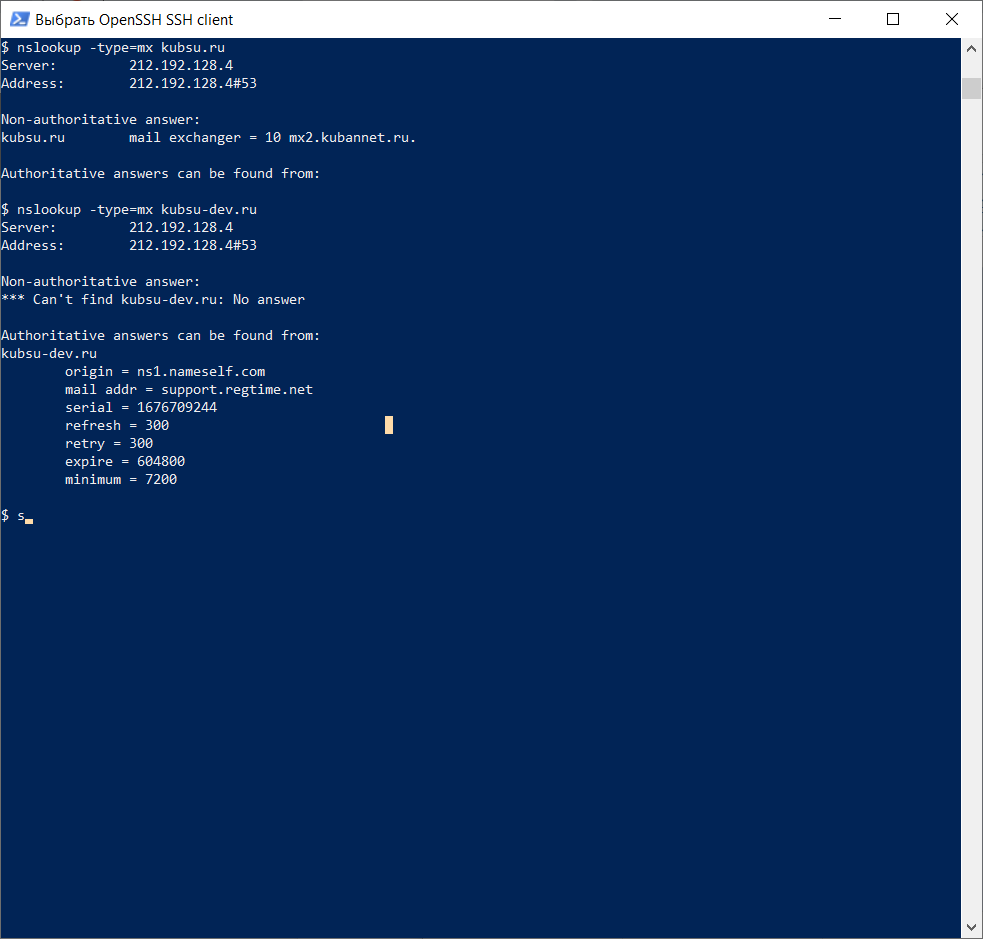 Выбрать OpenSSH SSH client
$ nslookup -type=mx kubsu.ru
Server:         212.192.128.4
Address:        212.192.128.4#53
Non-authoritative answer:
kubsu.ru        mail exchanger = 10 mx2.kubannet.ru.
Authoritative answers can be found from:
$ nslookup -type=mx kubsu-dev.ru
Server:         212.192.128.4
Address:        212.192.128.4#53
Non-authoritative answer:
*** Can't find kubsu-dev.ru: No answer
Authoritative answers can be found from:
kubsu-dev.ru
        origin = ns1.nameself.com
        mail addr = support.regtime.net
        serial = 1676709244
        refresh = 300
        retry = 300
        expire = 604800
        minimum = 7200
$ s